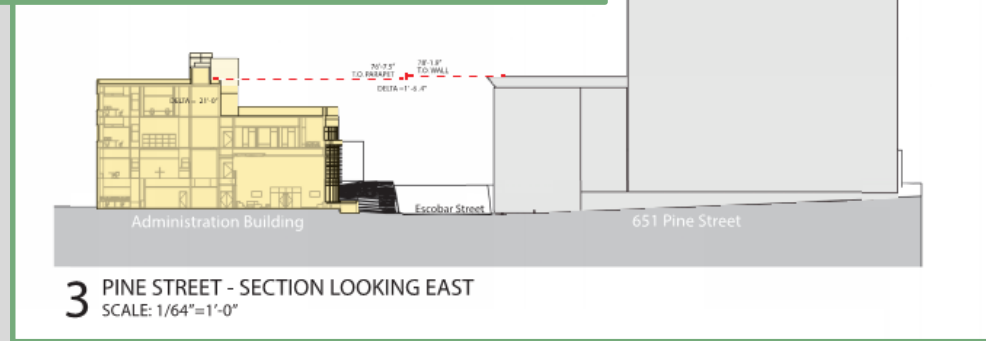 76'-7.5"
T.O. PARAPET
78'-1.9"
T.O. WALL
DELTA =1'-6.4"
DELTA = 21'-0"
Escobar Street
Administration Building
651 Pine Street
3 PINE STREET - SECTION LOOKING EAST
SCALE: 1/64"=1'-0"